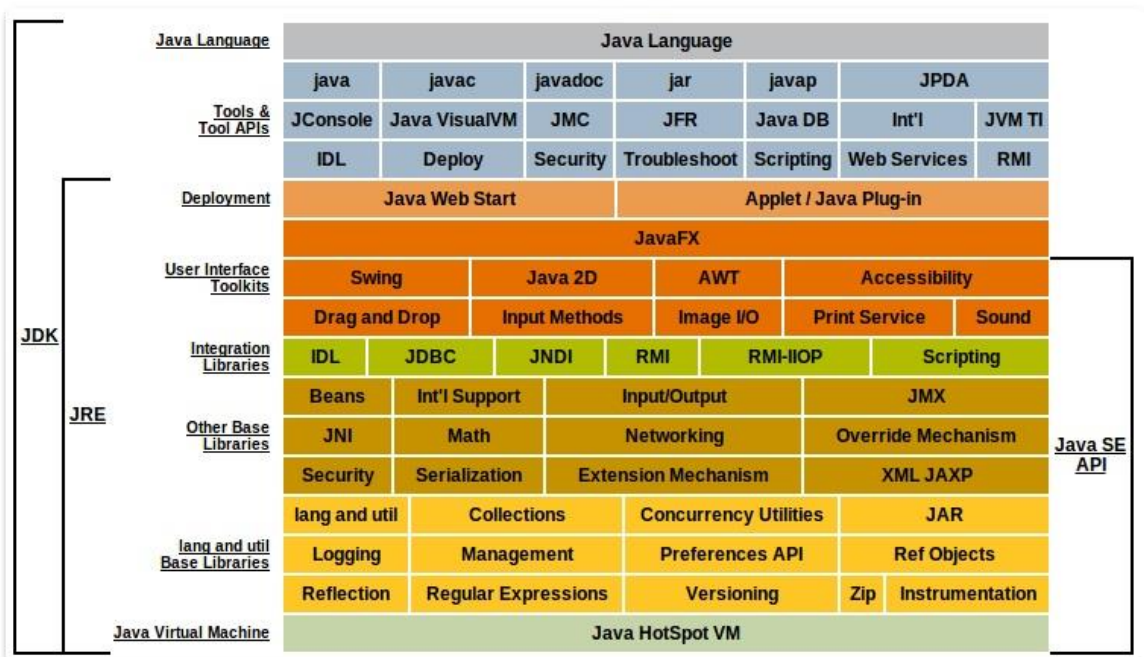 Java Language Java Language
java javac javadoc jar javap JPDA
Tools &
Tool APIs
JConsole Java VisualVM JMC JFR Java DB Int'l JVM TI
IDL Deploy Security Troubleshoot Scripting Web Services RMI
Deployment Java Web Start Applet / Java Plug-in
JavaFX
User Interface
Toolkits
Swing Java 2D AWT Accessibility
Drag and Drop Input Methods Image I/O Print Service Sound
JDK
Integration
Libraries
IDL JDBC JNDI RMI RMI-IIOP Scripting
Beans Int'l Support Input/Output JMX
JRE
Other Base
Libraries
JNI Math Networking Override Mechanism
Java SE
API
Security Serialization Extension Mechanism XML JAXP
lang and util Collections Concurrency Utilities JAR
lang and util
Base Libraries
Logging Management Preferences API Ref Objects
Reflection Regular Expressions Versioning Zip Instrumentation
Java Virtual Machine Java HotSpot VM